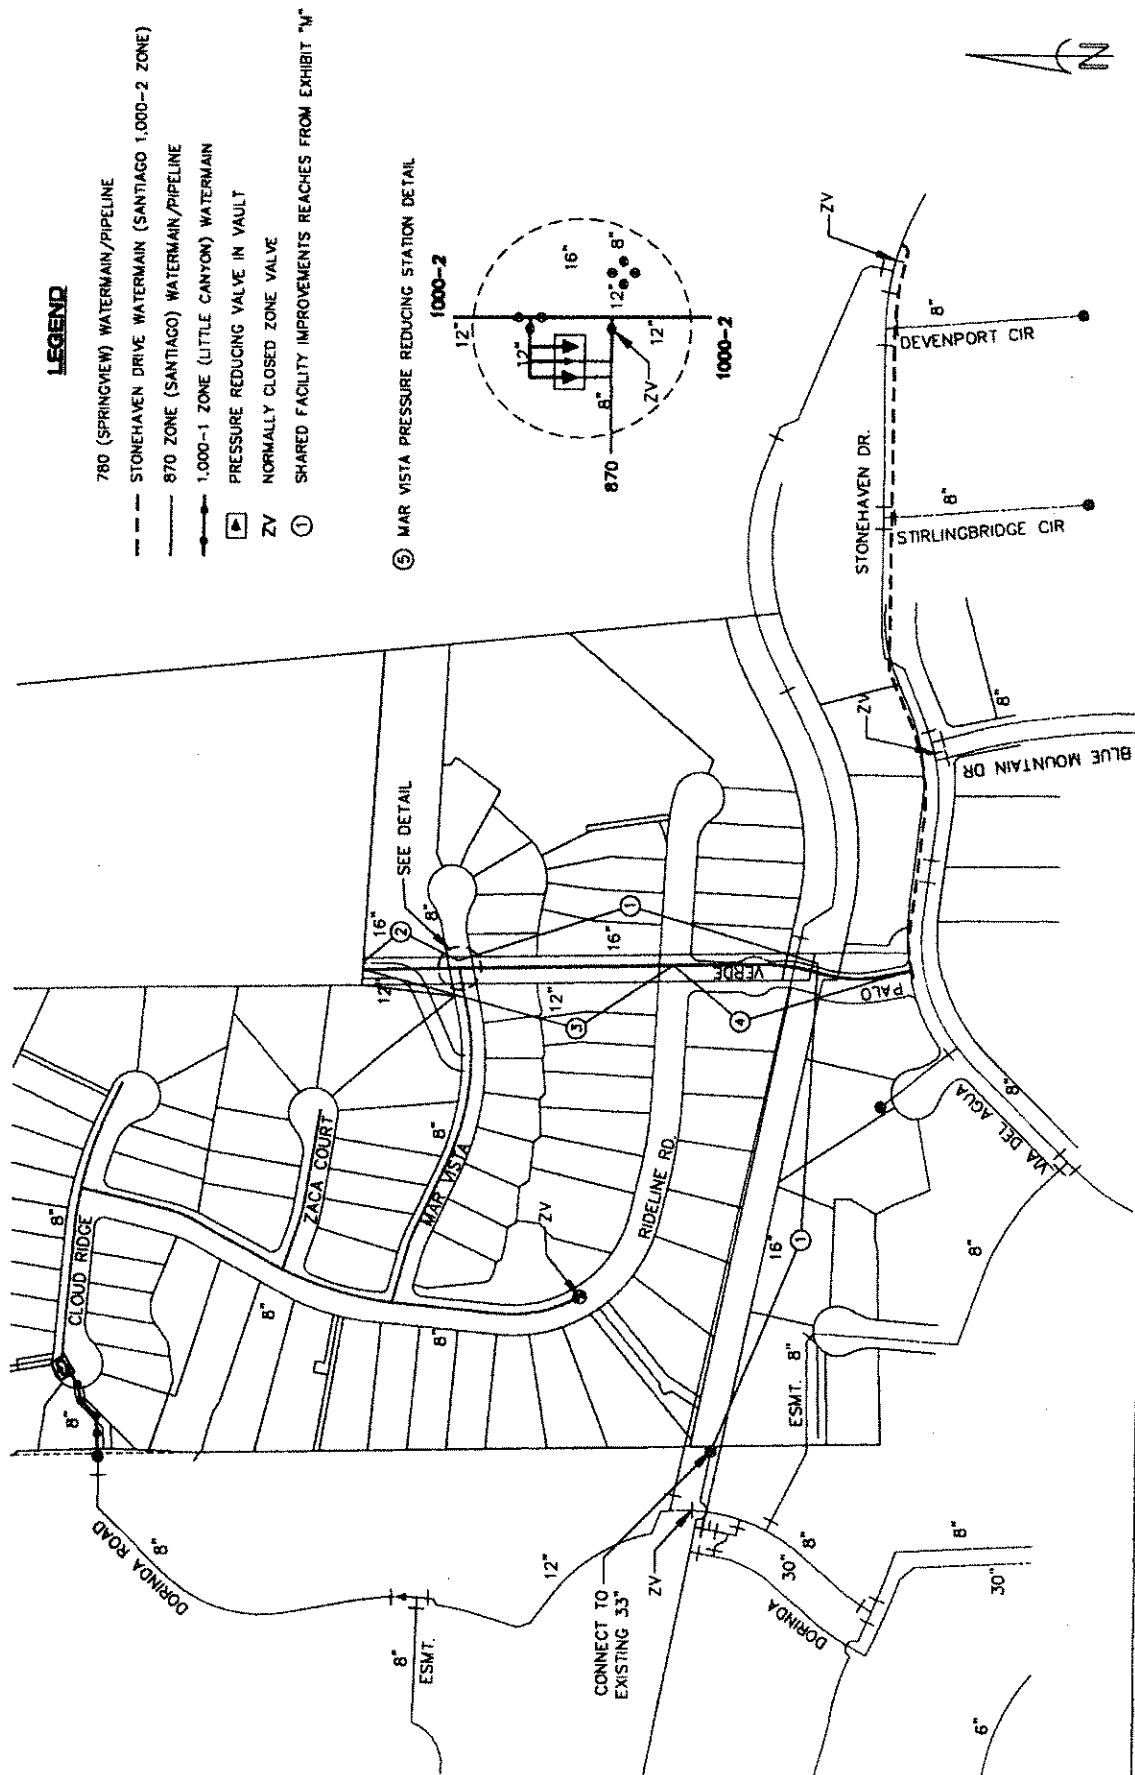 LEGEND
780 (SPRINGVIEW) WATERMAIN/PIPELINE
STONEHAVEN DRIVE WATERMAIN (SANTIAGO 1,000-2 ZONE)
870 ZONE (SANTIAGO) WATERMAIN/PIPELINE
1,000-1 ZONE (LITTLE CANYON) WATERMAIN
PRESSURE REDUCING VALVE IN VAULT
ZV NORMALLY CLOSED ZONE VALVE
1 SHARED FACILITY IMPROVEMENTS REACHES FROM EXHIBIT "M"
5 MAR VISTA PRESSURE REDUCING STATION DETAIL
1000-2
12"
12"
16"
8"
12"
12"
8"
ZV
870
1000-2
N
ZV
8"
DEVENPORT CIR
STONEHAVEN DR.
8"
STIRLINGBRIDGE CIR
ZV
8"
BLUE MOUNTAIN DR
SEE DETAIL
16"
2
8"
1
16"
12"
12"
3
4
VERDE
PALO
8"
VIA DEL AGUA
8"
CLOUD RIDGE
8"
ZACA COURT
8"
MAR VISTA
8"
8"
ZV
RIDELINE RD.
16"
1
8"
ESMT. 8"
8"
DORINDA ROAD
8"
8"
ESMT.
12"
ZV
CONNECT TO
EXISTING 33"
30"
8"
DORINDA
8"
30"
6"